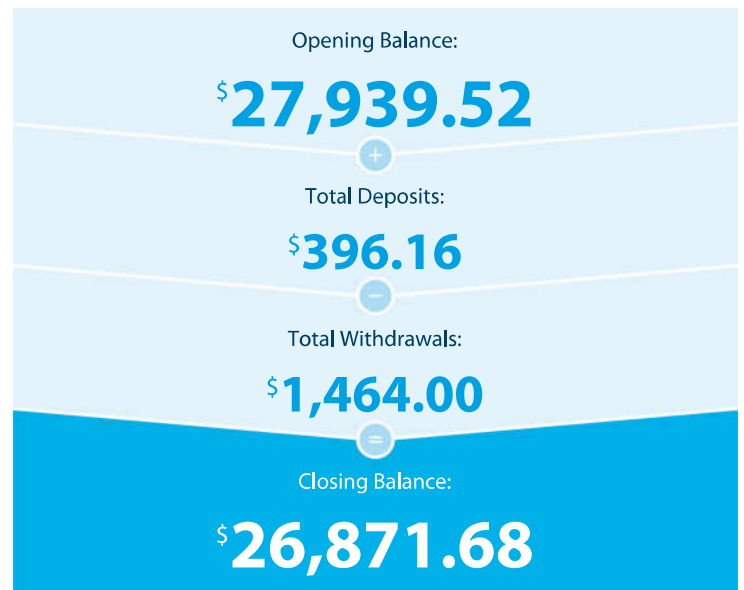 Opening Balance:
$27,939.52
+
Total Deposits:
$396.16
−
Total Withdrawals:
$1,464.00
=
Closing Balance:
$26,871.68